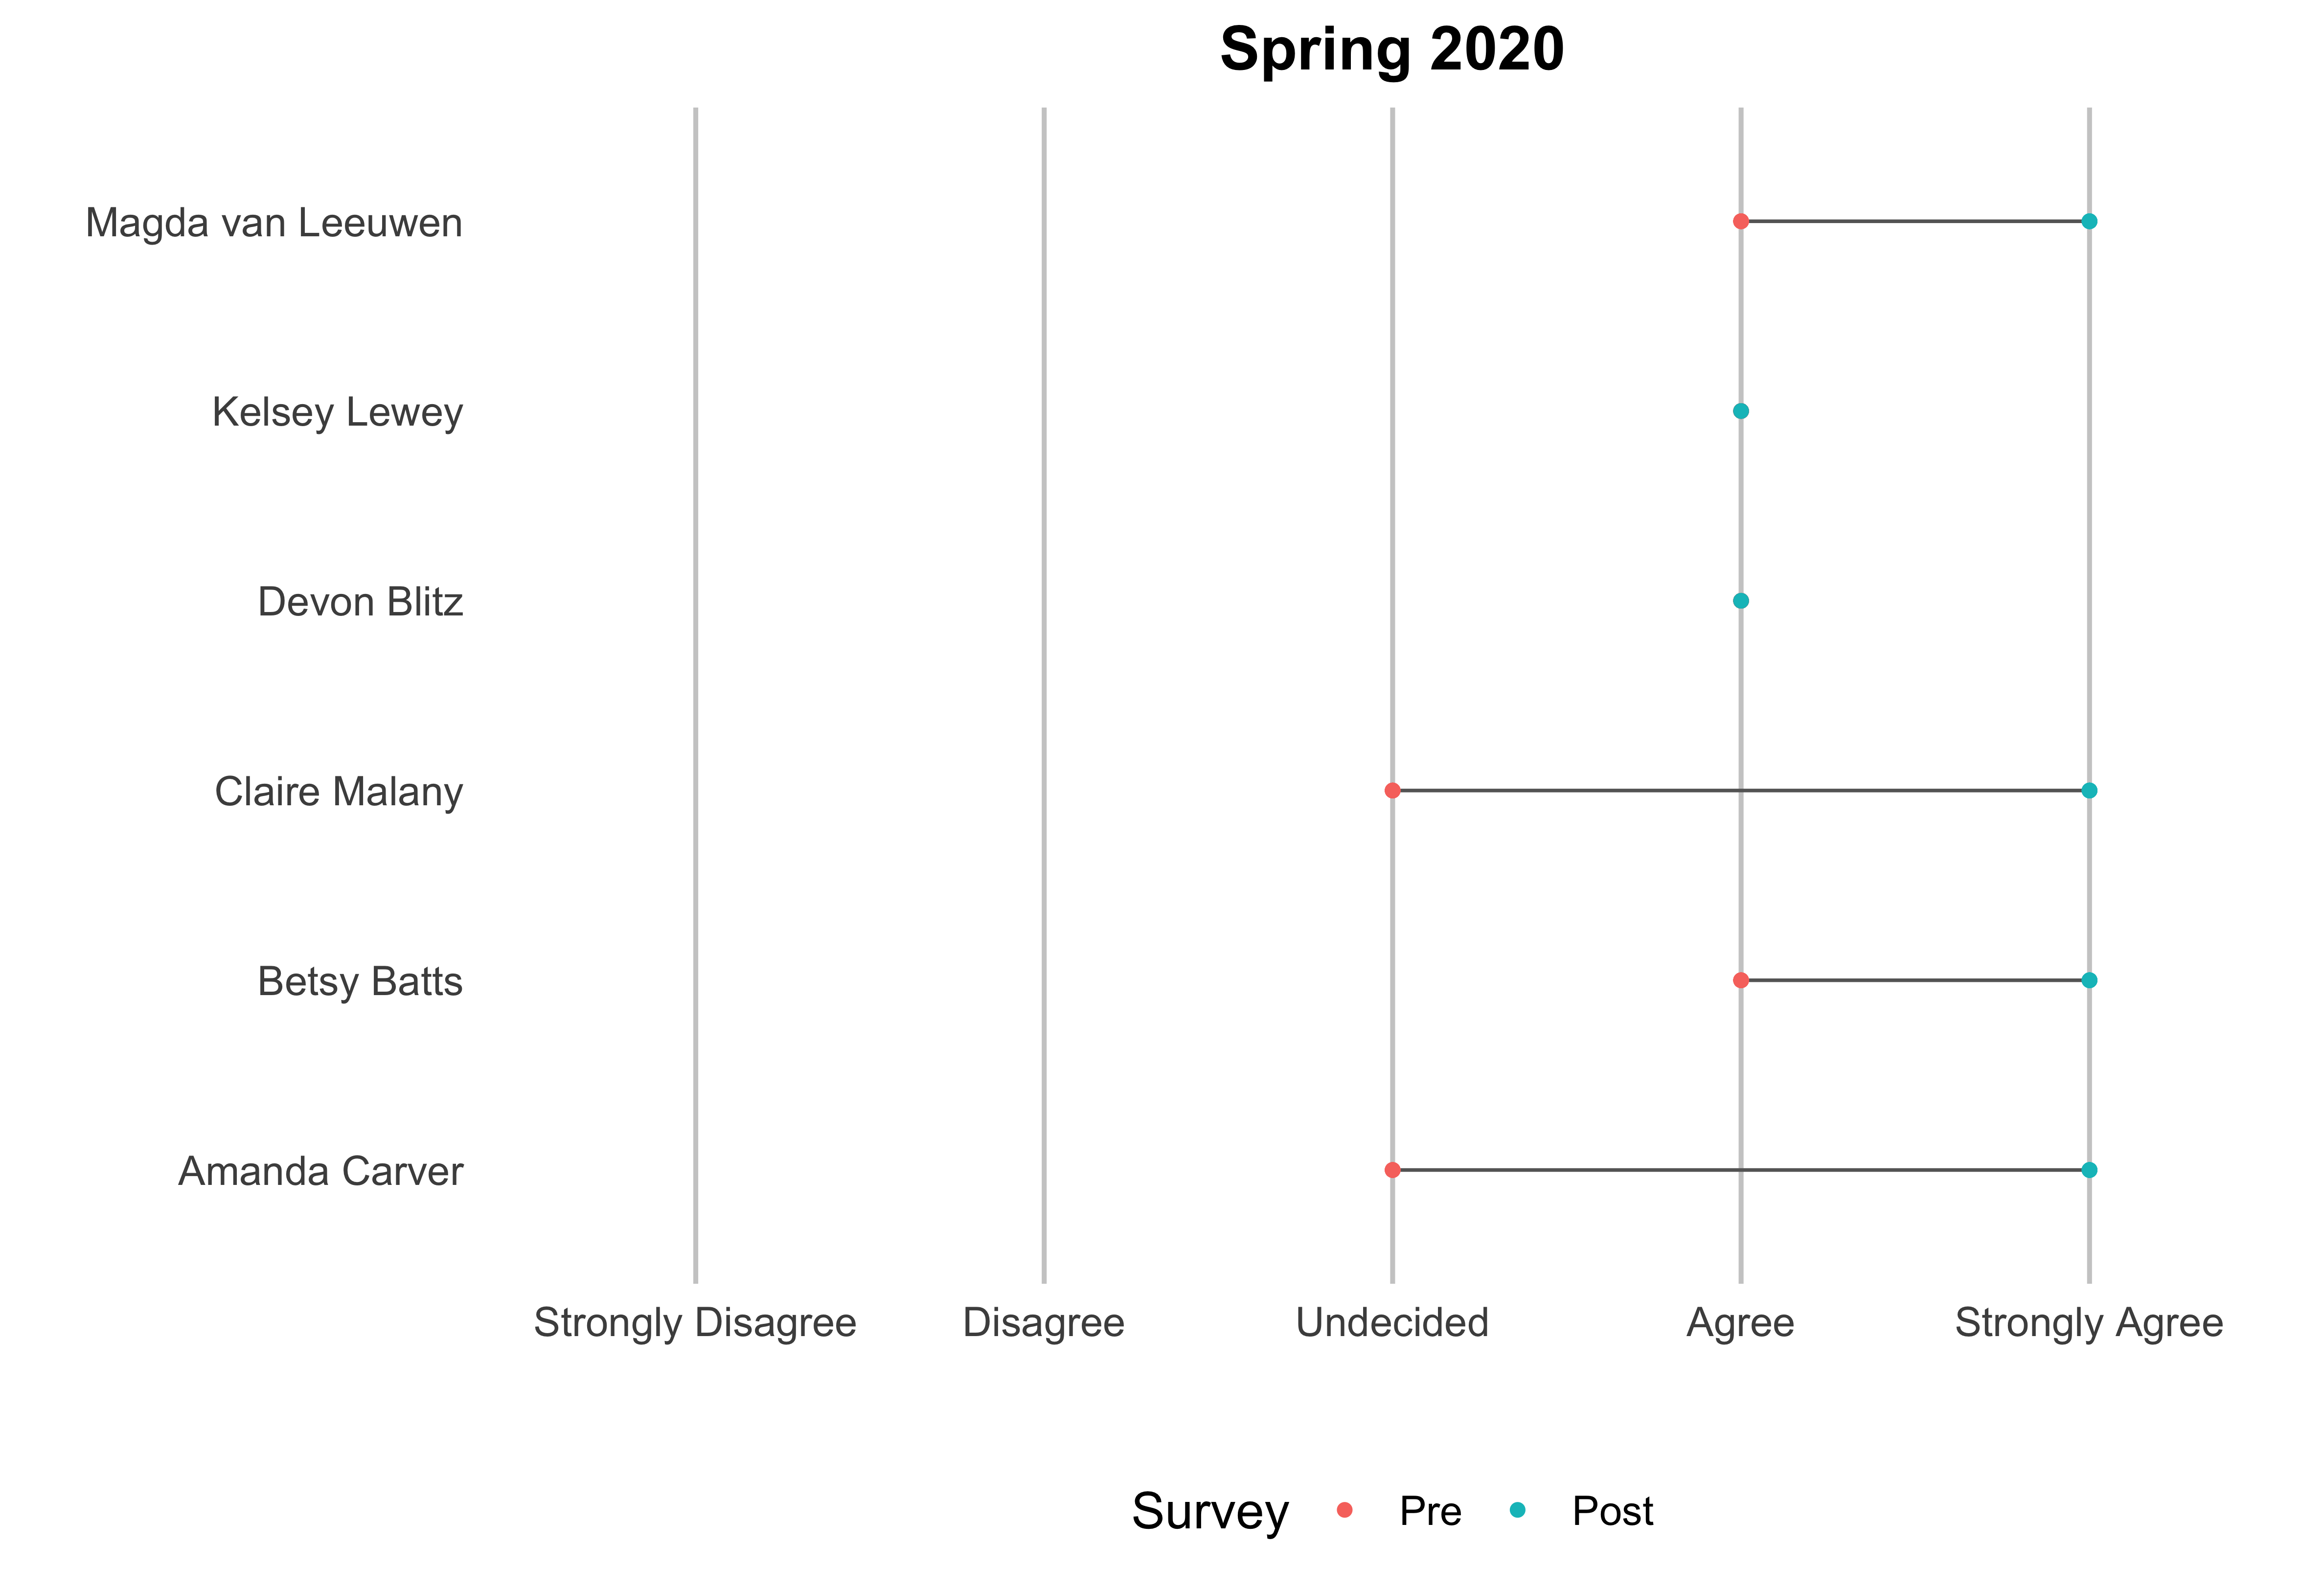 Spring 2020
Magda van Leeuwen
Kelsey Lewey
Devon Blitz
Claire Malany
Betsy Batts
Amanda Carver
Strongly Disagree Disagree Undecided Agree Strongly Agree
Survey Pre Post